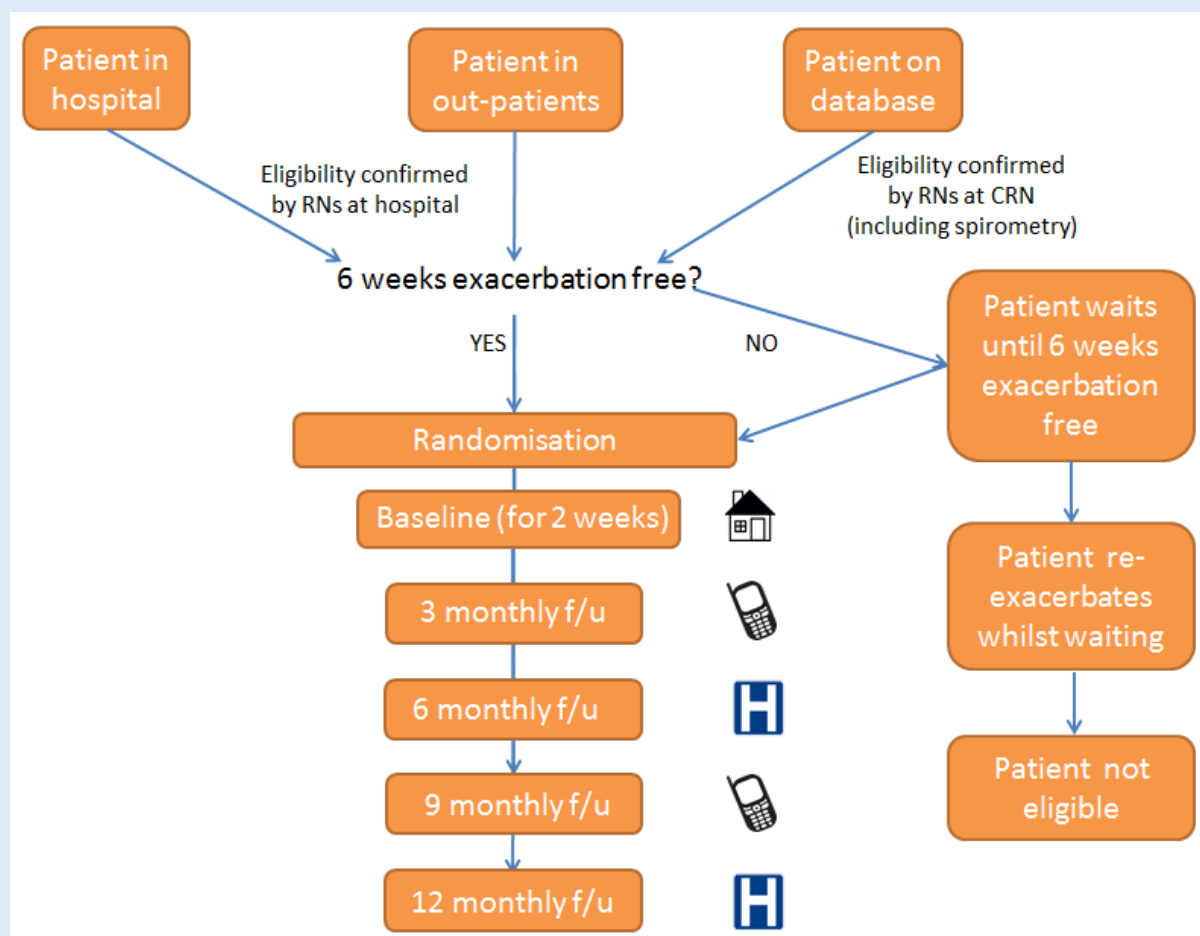 Patient in
hospital
Patient in
out-patients
Patient on
database
Eligibility confirmed
by RNs at hospital
Eligibility confirmed
by RNs at CRN
(including spirometry)
6 weeks exacerbation free?
YES
NO
Patient waits
until 6 weeks
exacerbation
free
Randomisation
Baseline (for 2 weeks)
3 monthly f/u
Patient re-
exacerbates
whilst waiting
6 monthly f/u
H
9 monthly f/u
Patient not
eligible
12 monthly f/u
H